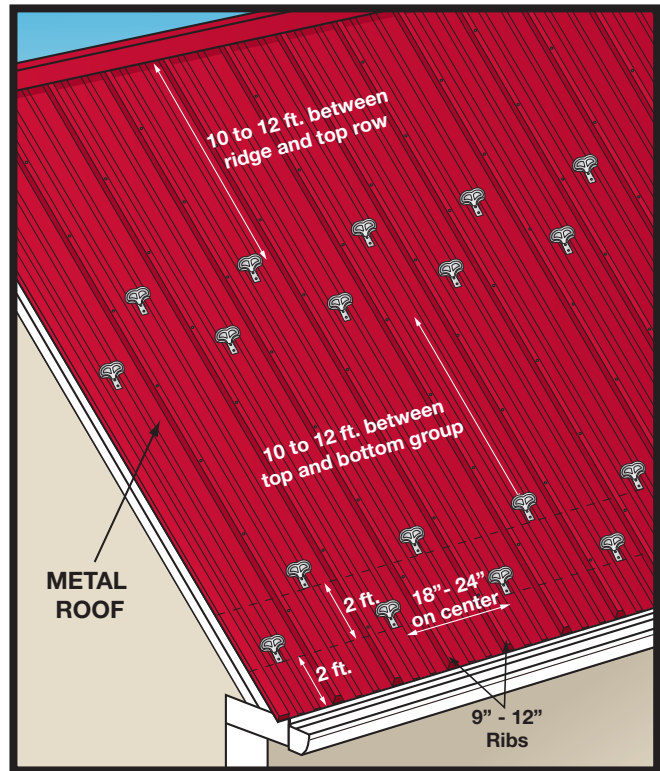 10 to 12 ft. between
ridge and top row
10 to 12 ft. between
top and bottom group
METAL
ROOF
2 ft.
18”- 24”
on center
2 ft.
9” - 12”
Ribs